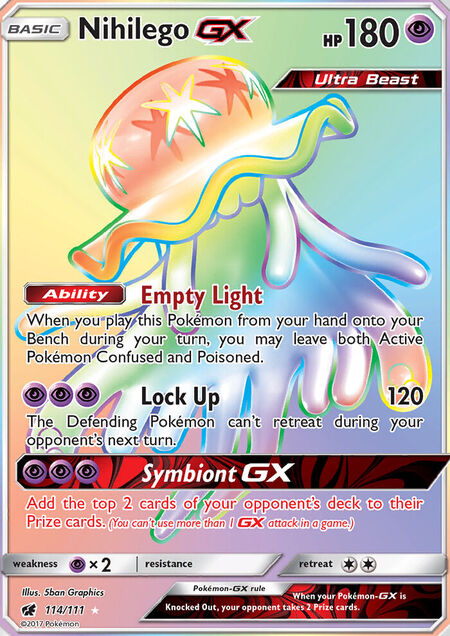 BASIC Nihilego GX HP 180
Ultra Beast
Ability Empty Light
When you play this Pokémon from your hand onto your
Bench during your turn, you may leave both Active
Pokémon Confused and Poisoned.
Lock Up 120
The Defending Pokémon can't retreat during your
opponent's next turn.
Symbiont GX
Add the top 2 cards of your opponent's deck to their
Prize cards. (You can't use more than 1 GX attack in a game.)
weakness ×2 resistance retreat
Illus. 5ban Graphics
114/111
©2017 Pokémon
Pokémon-GX rule
When your Pokémon-GX is
Knocked Out, your opponent takes 2 Prize cards.